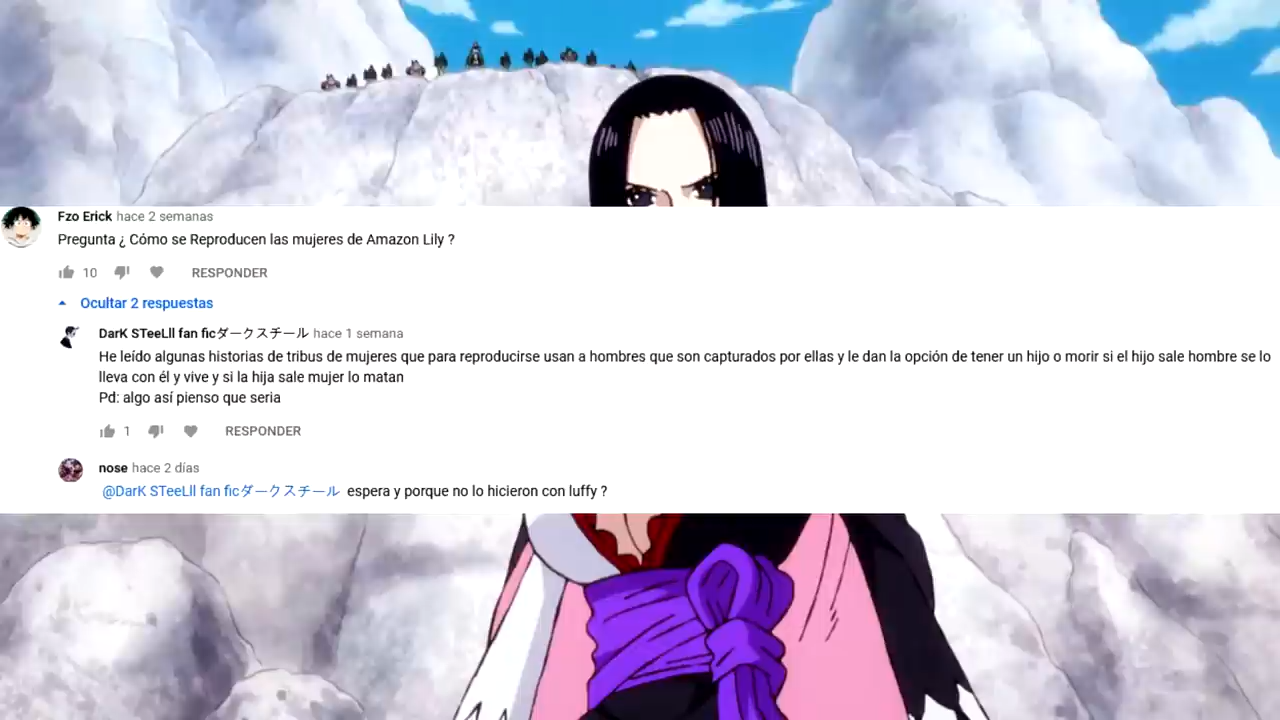 Fzo Erick hace 2 semanas
Pregunta ¿ Cómo se Reproducen las mujeres de Amazon Lily ?
10 RESPONDER
Ocultar 2 respuestas
DarK STeeLll fan ficダークスチール hace 1 semana
He leído algunas historias de tribus de mujeres que para reproducirse usan a hombres que son capturados por ellas y le dan la opción de tener un hijo o morir si el hijo sale hombre se lo
lleva con él y vive y si la hija sale mujer lo matan
Pd: algo así pienso que seria
1 RESPONDER
nose hace 2 días
@DarK STeeLll fan ficダークスチール espera y porque no lo hicieron con luffy ?